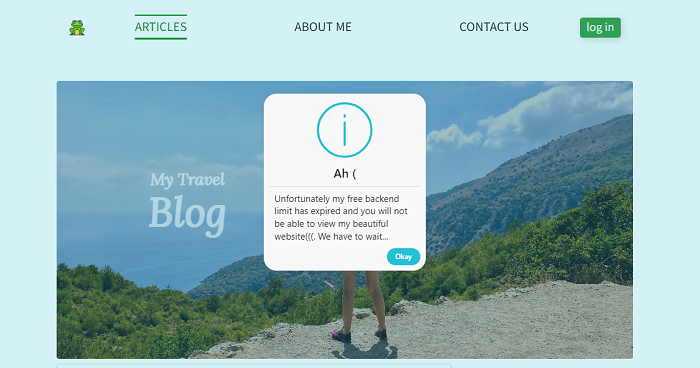 ARTICLES
ABOUT ME
CONTACT US
log in
My Travel
Blog
Ah (
Unfortunately my free backend
limit has expired and you will not
be able to view my beautiful
website(((. We have to wait...
Okay